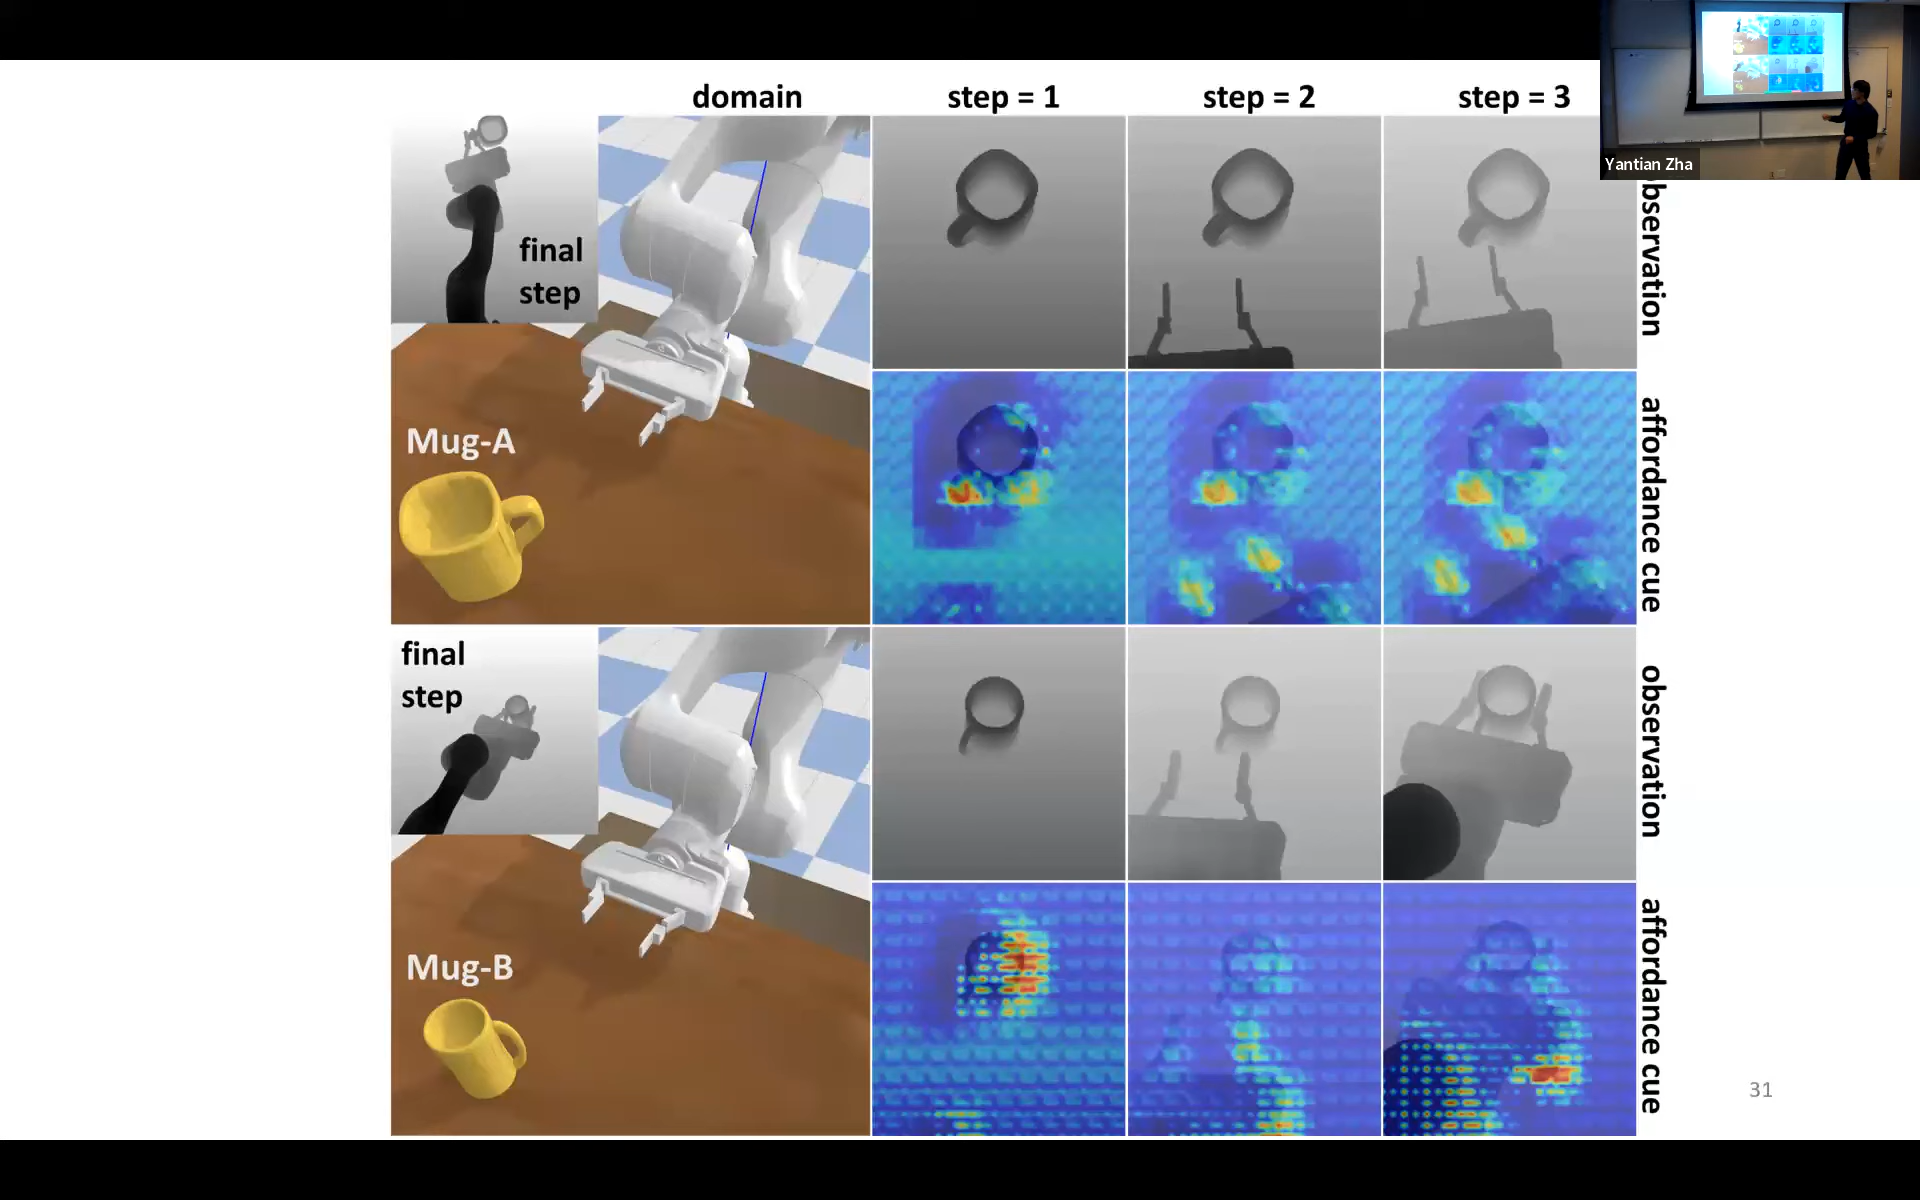 domain
step = 1
step = 2
step = 3
Yantian Zha
final
step
observation
Mug-A
affordance cue
final
step
observation
Mug-B
affordance cue
31